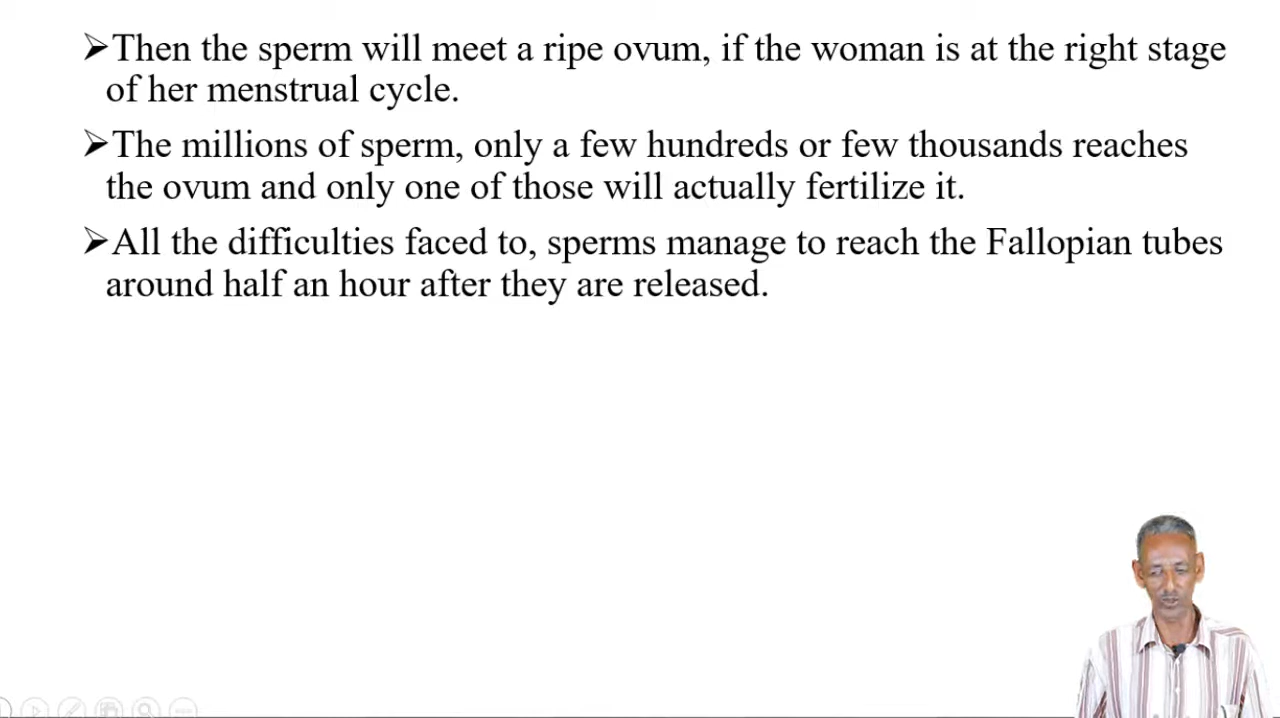 ➢Then the sperm will meet a ripe ovum, if the woman is at the right stage
of her menstrual cycle.
➢The millions of sperm, only a few hundreds or few thousands reaches
the ovum and only one of those will actually fertilize it.
➢All the difficulties faced to, sperms manage to reach the Fallopian tubes
around half an hour after they are released.